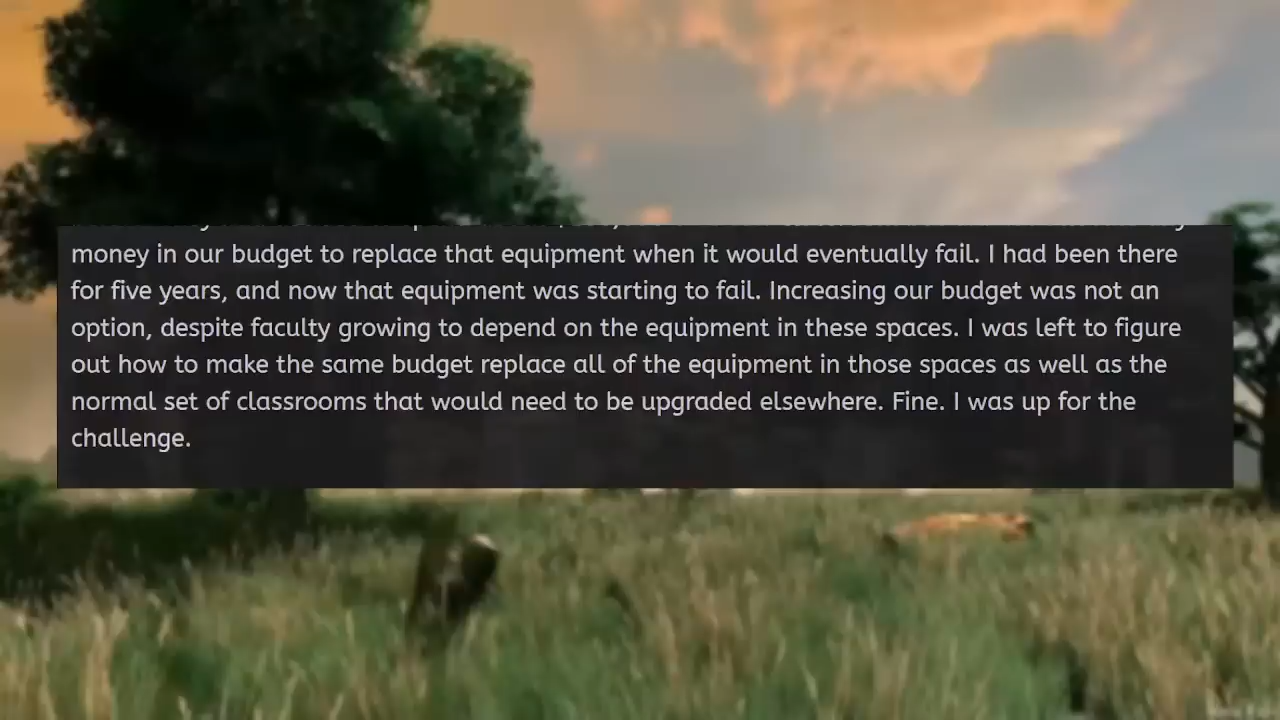 money in our budget to replace that equipment when it would eventually fail. I had been there
for five years, and now that equipment was starting to fail. Increasing our budget was not an
option, despite faculty growing to depend on the equipment in these spaces. I was left to figure
out how to make the same budget replace all of the equipment in those spaces as well as the
normal set of classrooms that would need to be upgraded elsewhere. Fine. I was up for the
challenge.